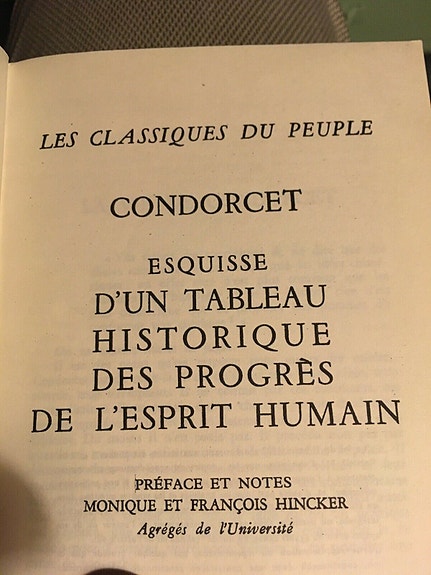 LES CLASSIQUES DU PEUPLE
CONDORCET
ESQUISSE
D'UN TABLEAU
HISTORIQUE
DES PROGRÈS
DE L'ESPRIT HUMAIN
PRÉFACE ET NOTES
MONIQUE ET FRANÇOIS HINCKER
Agrégés de l'Université